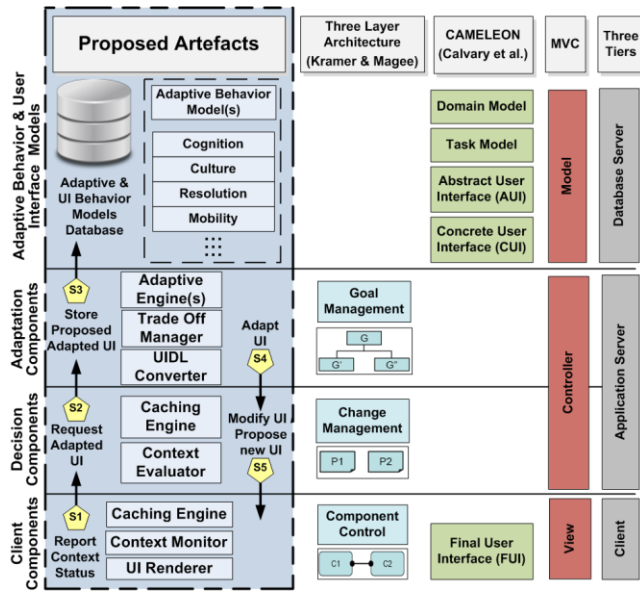 Proposed Artefacts
Three Layer
Architecture
(Kramer & Magee)
CAMELEON
(Calvary et al.)
MVC
Three
Tiers
Adaptive Behavior & User
Interface Models
Adaptive &
UI Behavior
Models
Database
Adaptive Behavior
Model(s)
Cognition
Culture
Resolution
Mobility
Domain Model
Task Model
Abstract User
Interface (AUI)
Concrete User
Interface (CUI)
Model
Database Server
Adaptation
Components
S3
Store
Proposed
Adapted UI
Adaptive
Engine(s)
Trade Off
Manager
UIDL
Converter
Adapt
UI
S4
Goal
Management
G
G'
G"
Controller
Application Server
Decision
Components
S2
Request
Adapted
UI
Caching
Engine
Context
Evaluator
Modify UI
Propose
new UI
S5
Change
Management
P1
P2
Client
Components
S1
Report
Context
Status
Caching Engine
Context Monitor
UI Renderer
Component
Control
C1
C2
Final User
Interface (FUI)
View
Client